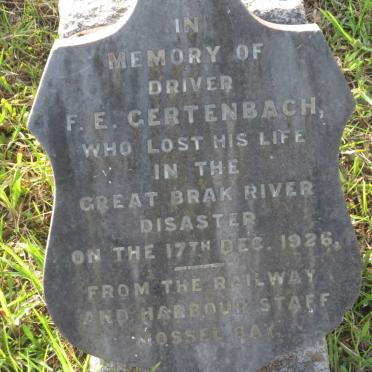 IN
MEMORY OF
DRIVER
F. E. GERTENBACH,
WHO LOST HIS LIFE
IN THE
GREAT BRAK RIVER
DISASTER
ON THE 17TH DEC. 1926,
FROM THE RAILWAY
AND HARBOUR STAFF
MOSSEL BAY.